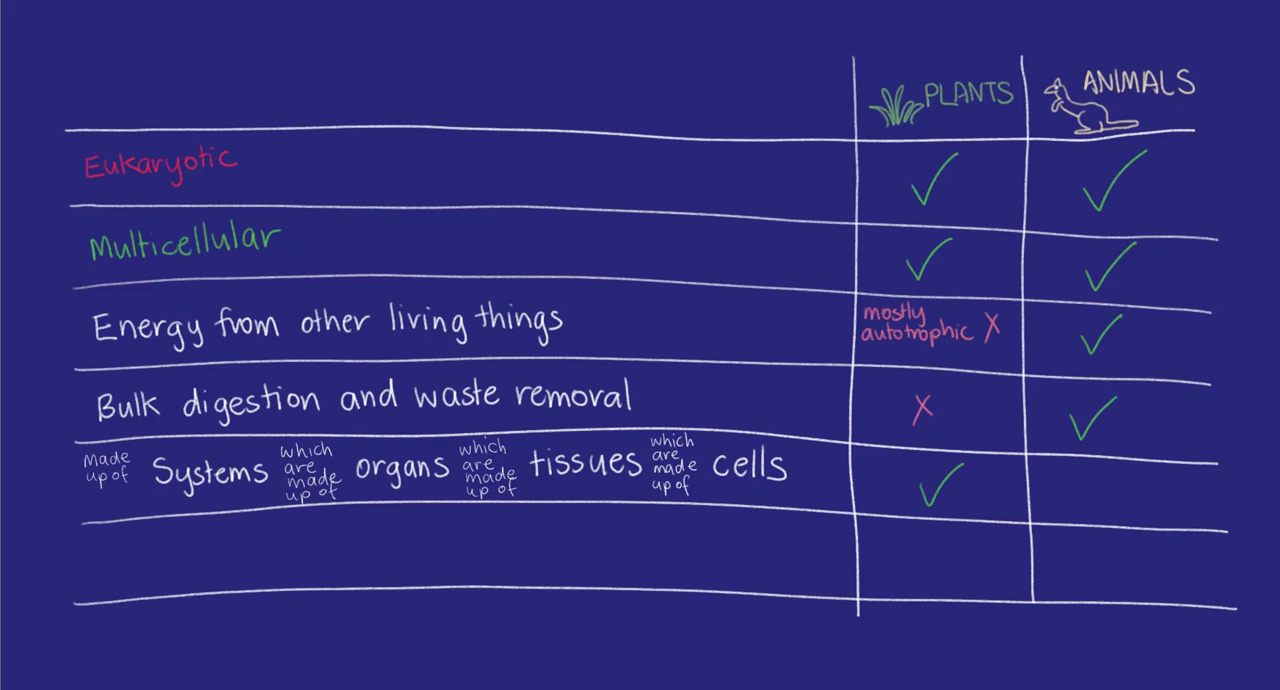 PLANTS ANIMALS
Eukaryotic ✓ ✓
Multicellular ✓ ✓
Energy from other living things mostly autotrophic X ✓
Bulk digestion and waste removal X ✓
made up of Systems which are made up of organs which are made up of tissues which are made up of cells ✓